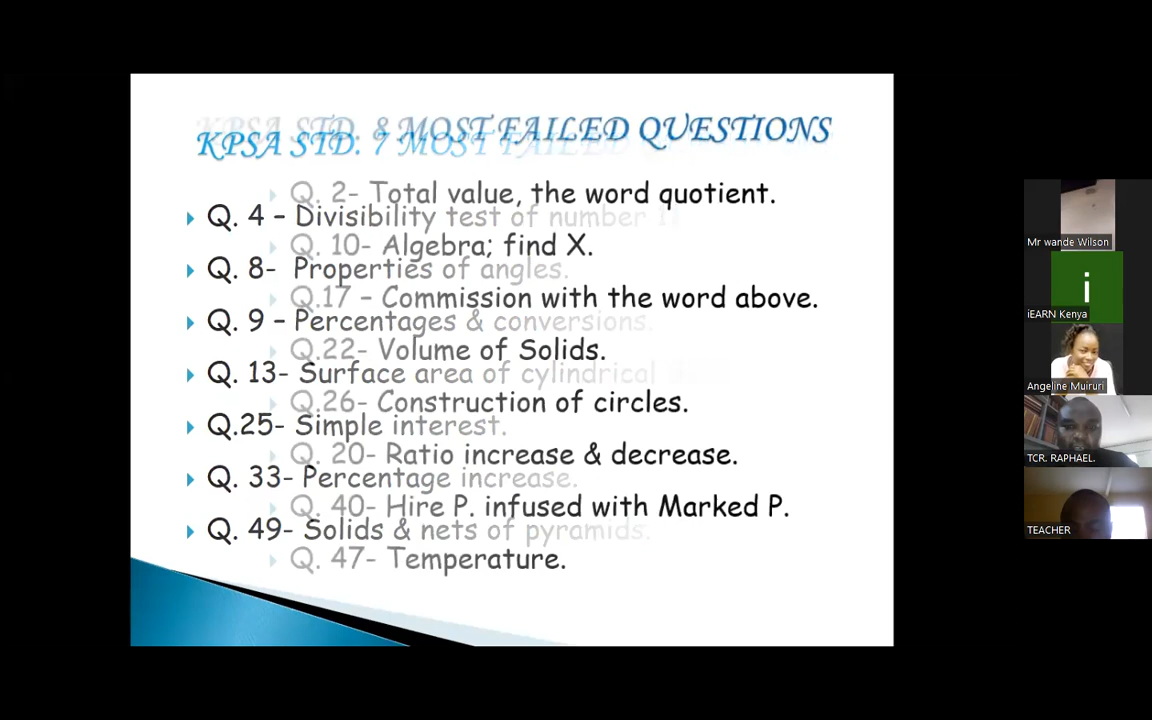 KPSA STD. 8 MOST FAILED QUESTIONS
KPSA STD. 7 MOST FAILED
Q. 2- Total value, the word quotient.
Q. 4 – Divisibility test of number
Q. 10- Algebra; find X.
Q. 8- Properties of angles.
Q.17 – Commission with the word above.
Q. 9 – Percentages & conversions.
Q.22- Volume of Solids.
Q. 13- Surface area of cylindrical
Q.26- Construction of circles.
Q.25- Simple interest.
Q. 20- Ratio increase & decrease.
Q. 33- Percentage increase.
Q. 40- Hire P. infused with Marked P.
Q. 49- Solids & nets of pyramids.
Q. 47- Temperature.
Mr wande Wilson
i
iEARN Kenya
Angeline Muiruri
TCR. RAPHAEL.
TEACHER